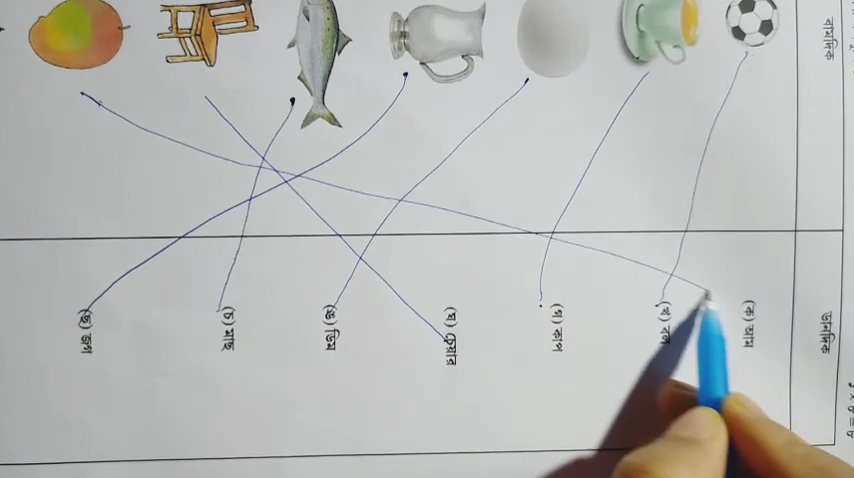 বামদিক
ডানদিক
(ক) আম
(খ) বল
(গ) কাপ
(ঘ) চেয়ার
(ঙ) ডিম
(চ) মাছ
(ছ) জগ